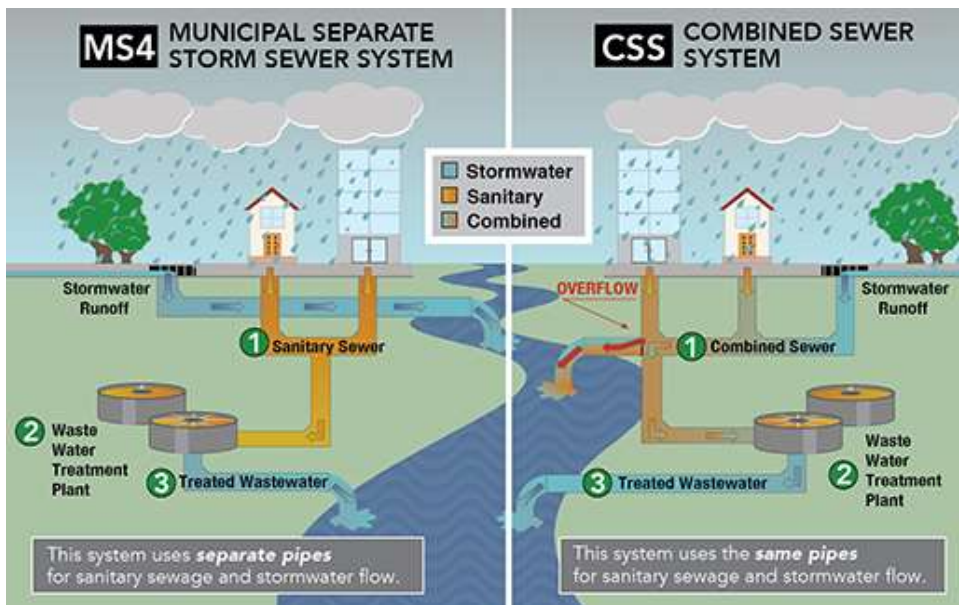 MS4 MUNICIPAL SEPARATE
STORM SEWER SYSTEM
Stormwater
Runoff
1 Sanitary Sewer
2 Waste
Water
Treatment
Plant
3 Treated Wastewater
This system uses separate pipes
for sanitary sewage and stormwater flow.
Stormwater
Sanitary
Combined
CSS COMBINED SEWER
SYSTEM
OVERFLOW
Stormwater
Runoff
1 Combined Sewer
2 Waste
Water
Treatment
Plant
3 Treated Wastewater
This system uses the same pipes
for sanitary sewage and stormwater flow.